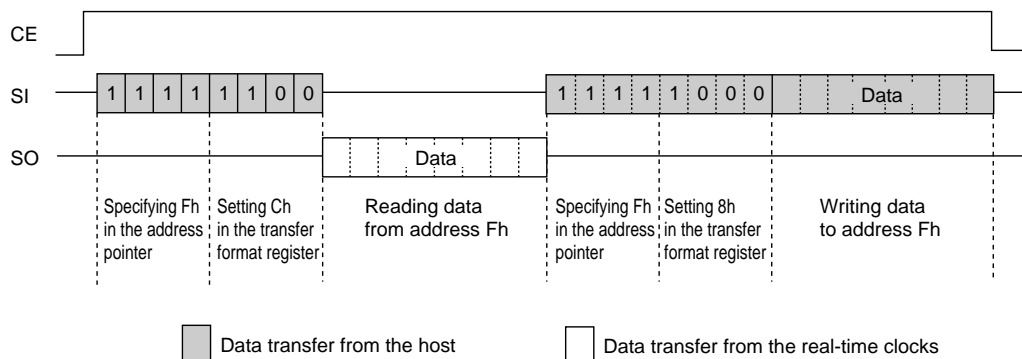 CE
SI
1 1 1 1 1 1 0 0
1 1 1 1 1 0 0 0
Data
SO
Data
Specifying Fh
in the address
pointer
Setting Ch
in the transfer
format register
Reading data
from address Fh
Specifying Fh
in the address
pointer
Setting 8h
in the transfer
format register
Writing data
to address Fh
Data transfer from the host
Data transfer from the real-time clocks